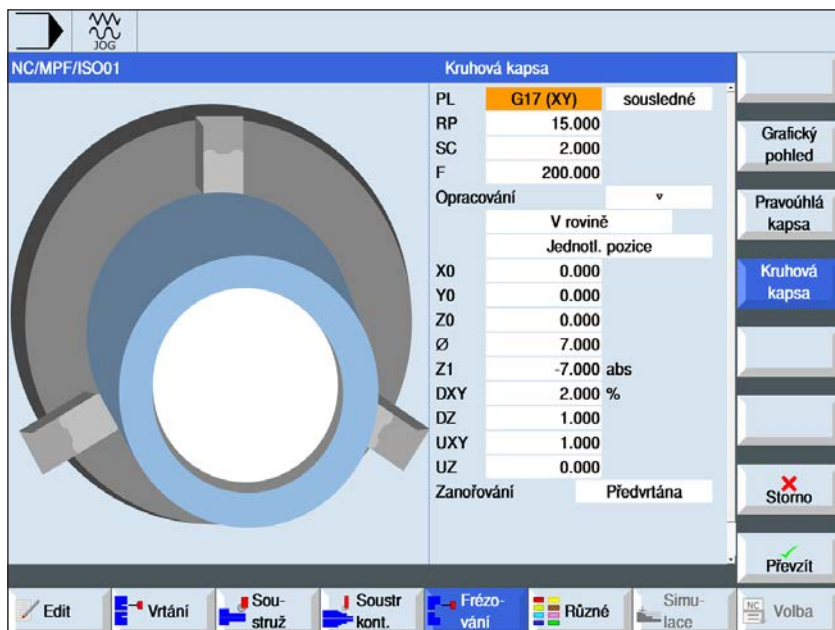 JOG
NC/MPF/ISO01
Kruhová kapsa
PL G17 (XY) sousledné
RP 15.000
SC 2.000
F 200.000
Opracování ▿
V rovině
Jednotl. pozice
X0 0.000
Y0 0.000
Z0 0.000
Ø 7.000
Z1 -7.000 abs
DXY 2.000 %
DZ 1.000
UXY 1.000
UZ 0.000
Zanořování Předvrtána
Grafický
pohled
Pravoúhlá
kapsa
Kruhová
kapsa
Storno
Převzít
Edit
Vrtání
Sou-
struž
Soustr
kont.
Frézo-
vání
Různé
Simu-
lace
NC
Volba